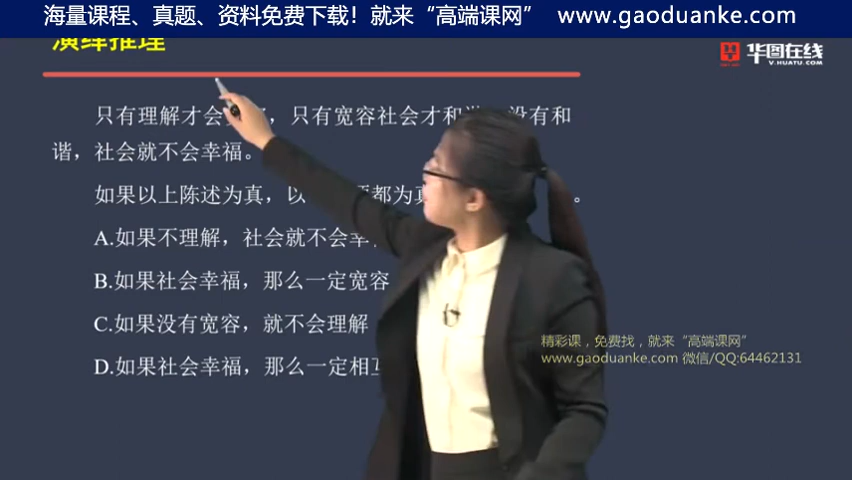 海量课程、真题、资料免费下载！就来“高端课网” www.gaoduanke.com
演绎推理
华图在线
V.HUATU.COM
只有理解才会，只有宽容社会才和 没有和
谐，社会就不会幸福。
如果以上陈述为真，以 都为 。
A.如果不理解，社会就不会幸
B.如果社会幸福，那么一定宽容
C.如果没有宽容，就不会理解
D.如果社会幸福，那么一定相
精彩课，免费找，就来“高端课网”
www.gaoduanke.com 微信/QQ:64462131